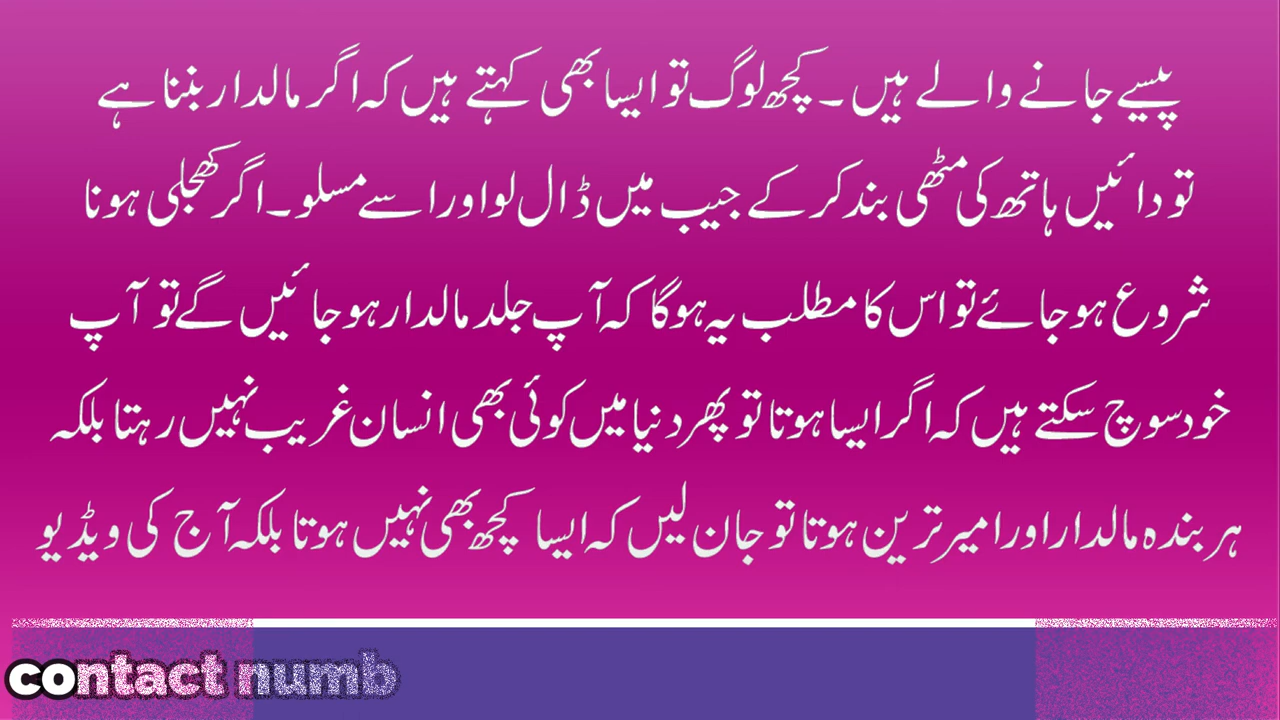 پیسے جانے والے ہیں ۔ کچھ لوگ تو ایسا بھی کہتے ہیں کہ اگر مالدار بننا ہے
تو دائیں ہاتھ کی مٹھی بند کر کے جیب میں ڈال لو اور اسے مسلو ۔ اگر کھجلی ہونا
شروع ہو جائے تو اس کا مطلب یہ ہوگا کہ آپ جلد مالدار ہو جائیں گے تو آپ
خود سوچ سکتے ہیں کہ اگر ایسا ہوتا تو پھر دنیا میں کوئی بھی انسان غریب نہیں رہتا بلکہ
ہر بندہ مالدار اور امیر ترین ہوتا تو جان لیں کہ ایسا کچھ بھی نہیں ہوتا بلکہ آج کی ویڈیو
contact numb